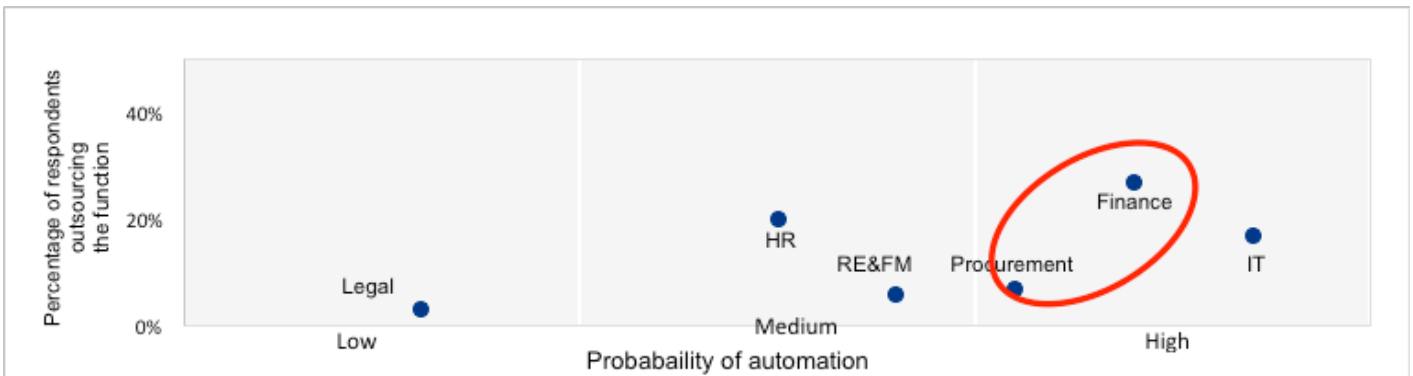 Percentage of respondents
outsourcing
the function
40%
20%
0%
Finance
HR
IT
RE&FM
Procurement
Legal
Low
Medium
High
Probabaility of automation